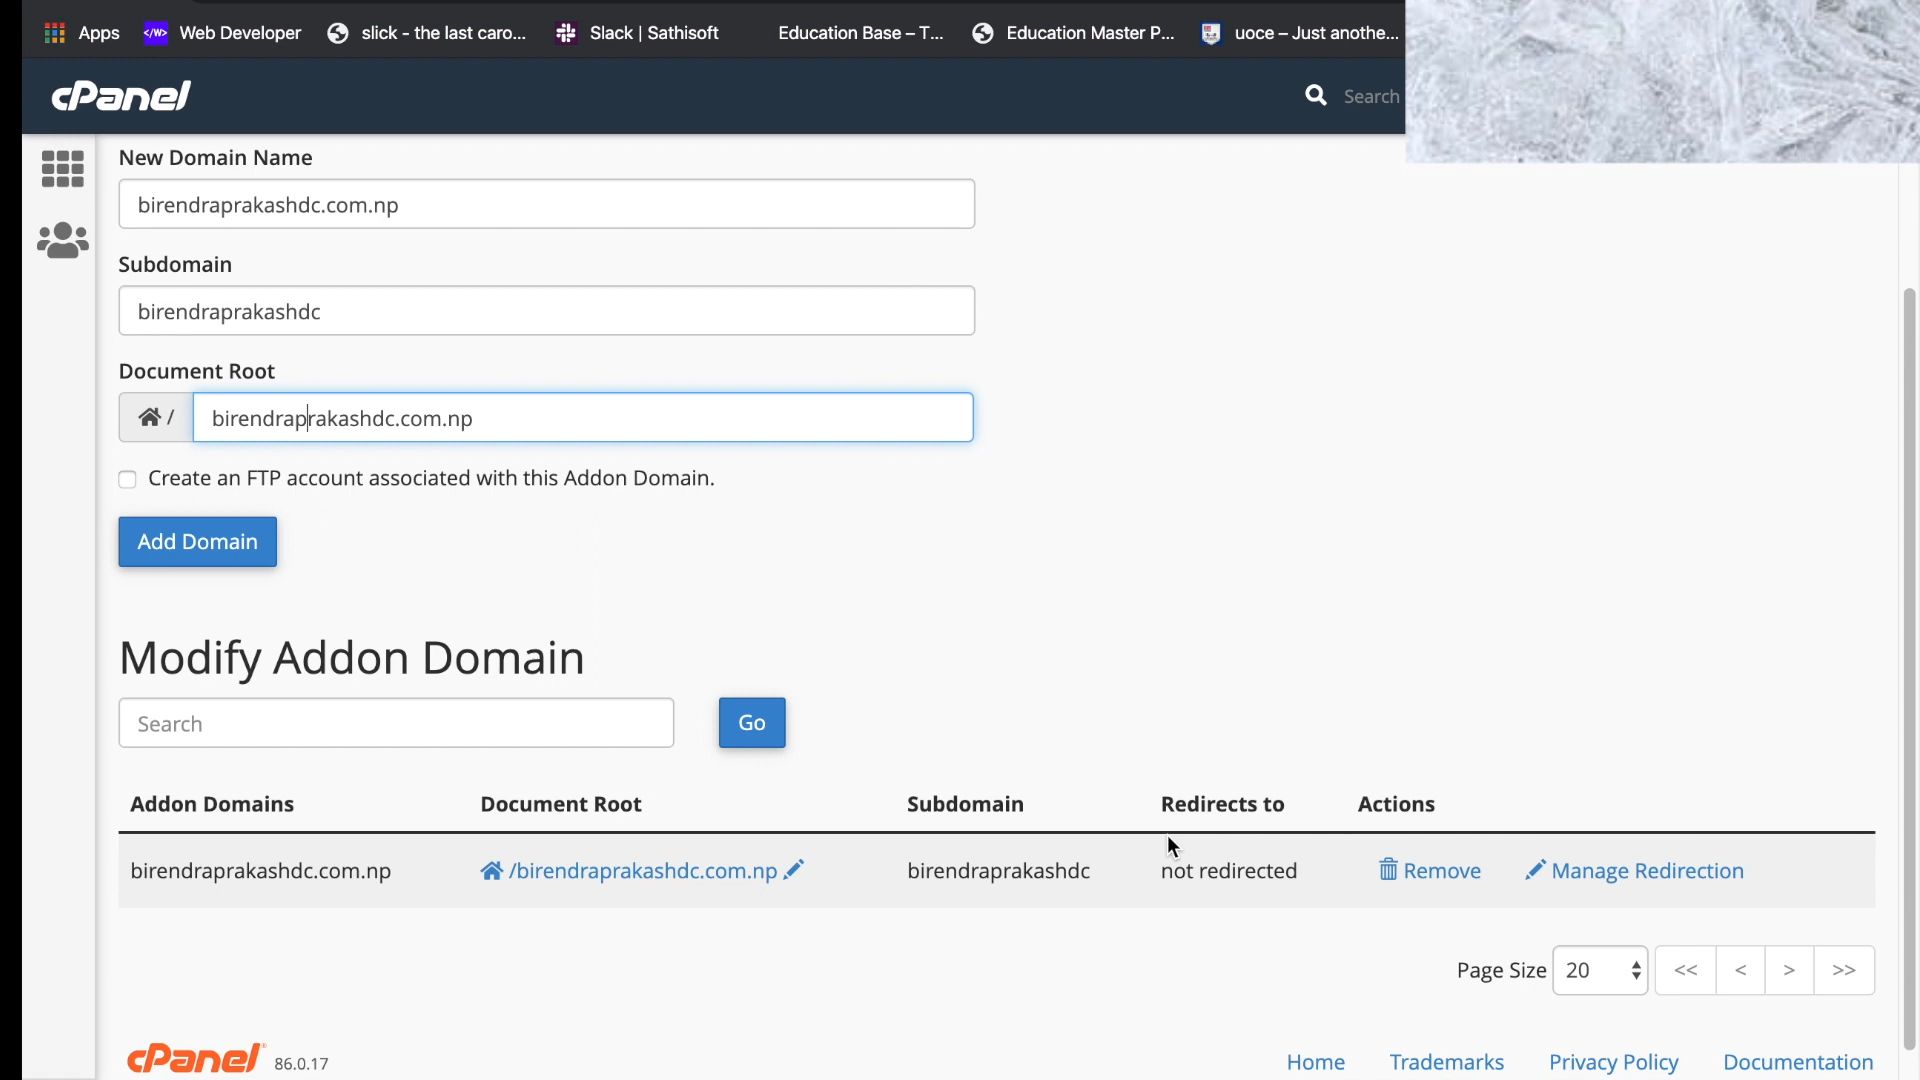 Apps Web Developer slick - the last caro... Slack | Sathisoft Education Base – T... Education Master P... uoce – Just anothe...
cPanel Search
New Domain Name
birendraprakashdc.com.np
Subdomain
birendraprakashdc
Document Root
/ birendraprakashdc.com.np
Create an FTP account associated with this Addon Domain.
Add Domain
Modify Addon Domain
Search Go
Addon Domains Document Root Subdomain Redirects to Actions
birendraprakashdc.com.np /birendraprakashdc.com.np birendraprakashdc not redirected Remove Manage Redirection
Page Size 20 << < > >>
cPanel 86.0.17 Home Trademarks Privacy Policy Documentation